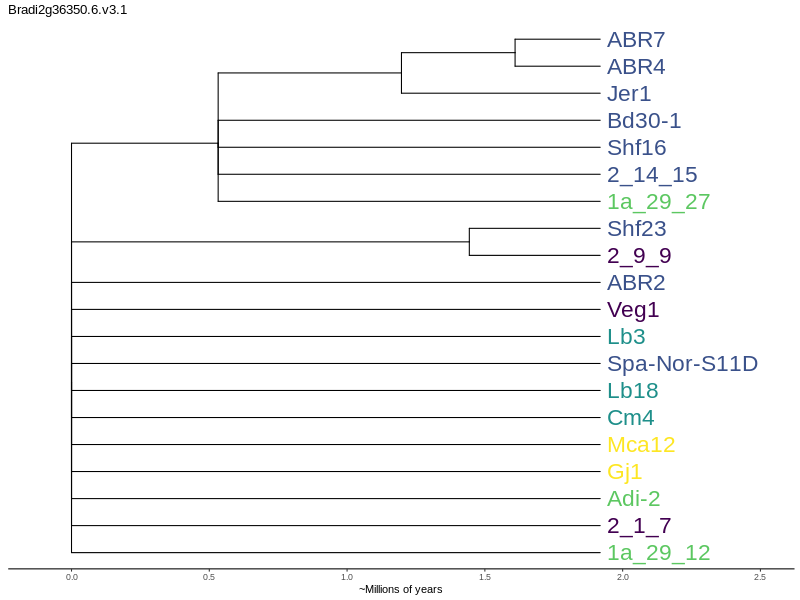 Bradi2g36350.6.v3.1
ABR7
ABR4
Jer1
Bd30-1
Shf16
2_14_15
1a_29_27
Shf23
2_9_9
ABR2
Veg1
Lb3
Spa-Nor-S11D
Lb18
Cm4
Mca12
Gj1
Adi-2
2_1_7
1a_29_12
0.0 0.5 1.0 1.5 2.0 2.5
~Millions of years